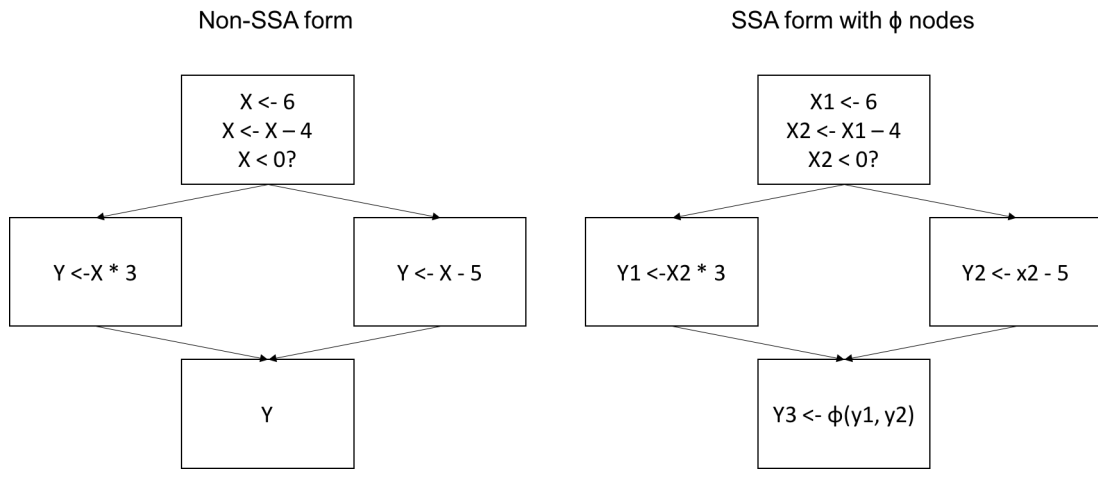 Non-SSA form
X <- 6
X <- X – 4
X < 0?
Y <-X * 3
Y <- X - 5
Y
SSA form with ϕ nodes
X1 <- 6
X2 <- X1 – 4
X2 < 0?
Y1 <-X2 * 3
Y2 <- x2 - 5
Y3 <- ϕ(y1, y2)